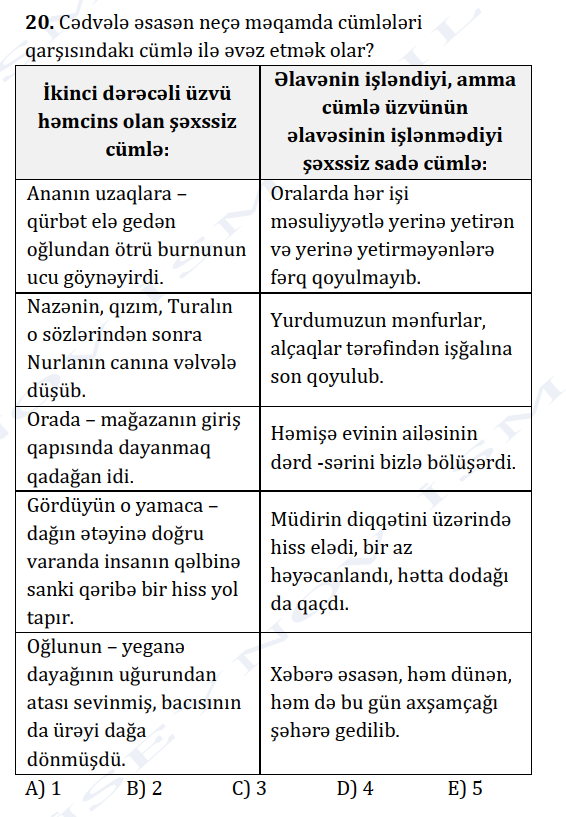 20. Cədvələ əsasən neçə məqamda cümlələri
qarşısındakı cümlə ilə əvəz etmək olar?
İkinci dərəcəli üzvü
həmcins olan şəxssiz
cümlə:
Əlavənin işləndiyi, amma
cümlə üzvünün
əlavəsinin işlənmədiyi
şəxssiz sadə cümlə:
Ananın uzaqlara –
qürbət elə gedən
oğlundan ötrü burnunun
ucu göynəyirdi.
Oralarda hər işi
məsuliyyətlə yerinə yetirən
və yerinə yetirməyənlərə
fərq qoyulmayıb.
Nazənin, qızım, Turalın
o sözlərindən sonra
Nurlanın canına vəlvələ
düşüb.
Yurdumuzun mənfurlar,
alçaqlar tərəfindən işğalına
son qoyulub.
Orada – mağazanın giriş
qapısında dayanmaq
qadağan idi.
Həmişə evinin ailəsinin
dərd -sərini bizlə bölüşərdi.
Gördüyün o yamaca –
dağın ətəyinə doğru
varanda insanın qəlbinə
sanki qəribə bir hiss yol
tapır.
Müdirin diqqətini üzərində
hiss elədi, bir az
həyəcanlandı, hətta dodağı
da qaçdı.
Oğlunun – yeganə
dayağının uğurundan
atası sevinmiş, bacısının
da ürəyi dağa
dönmüşdü.
Xəbərə əsasən, həm dünən,
həm də bu gün axşamçağı
şəhərə gedilib.
A) 1 B) 2 C) 3 D) 4 E) 5